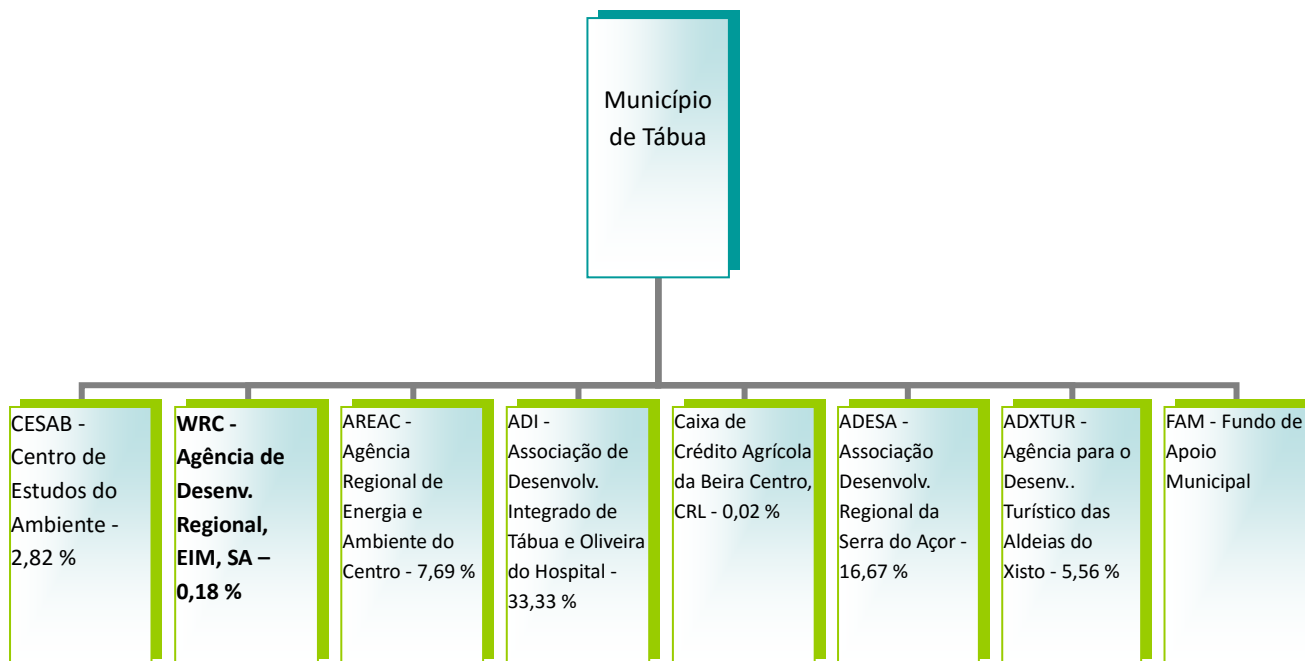 Município
de Tábua
CESAB -
Centro de
Estudos do
Ambiente -
2,82 %
WRC -
Agência de
Desenv.
Regional,
EIM, SA –
0,18 %
AREAC -
Agência
Regional de
Energia e
Ambiente do
Centro - 7,69 %
ADI -
Associação de
Desenvolv.
Integrado de
Tábua e Oliveira
do Hospital -
33,33 %
Caixa de
Crédito Agrícola
da Beira Centro,
CRL - 0,02 %
ADESA -
Associação
Desenvolv.
Regional da
Serra do Açor -
16,67 %
ADXTUR -
Agência para o
Desenv..
Turístico das
Aldeias do
Xisto - 5,56 %
FAM - Fundo de
Apoio
Municipal